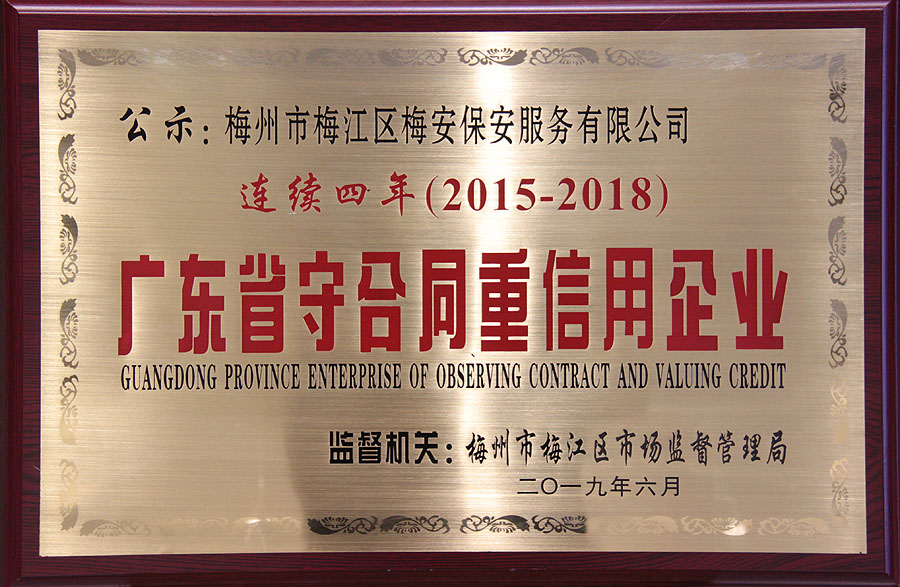 公示：梅州市梅江区梅安保安服务有限公司
连续四年(2015-2018)
广东省守合同重信用企业
GUANGDONG PROVINCE ENTERPRISE OF OBSERVING CONTRACT AND VALUING CREDIT
监督机关：梅州市梅江区市场监督管理局
二〇一九年六月